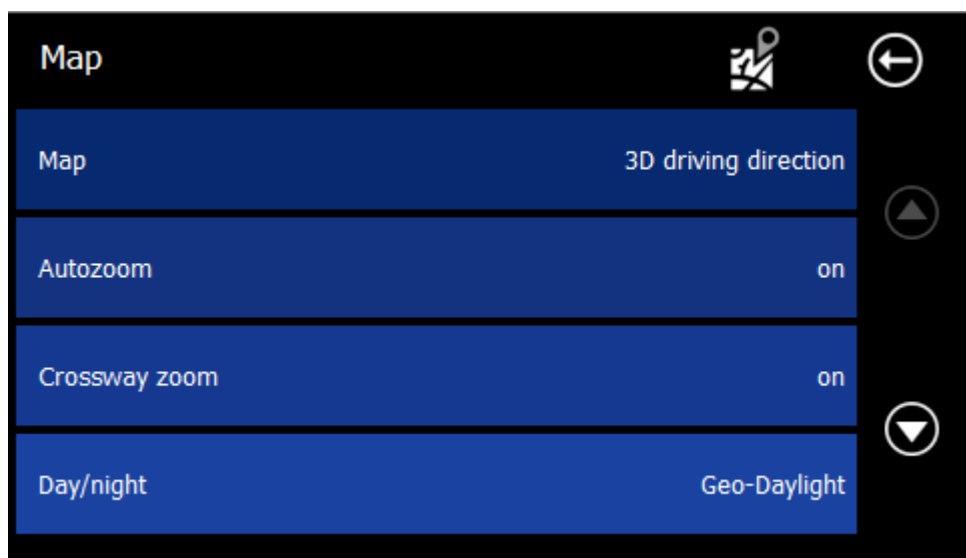 Map
Map 3D driving direction
Autozoom on
Crossway zoom on
Day/night Geo-Daylight